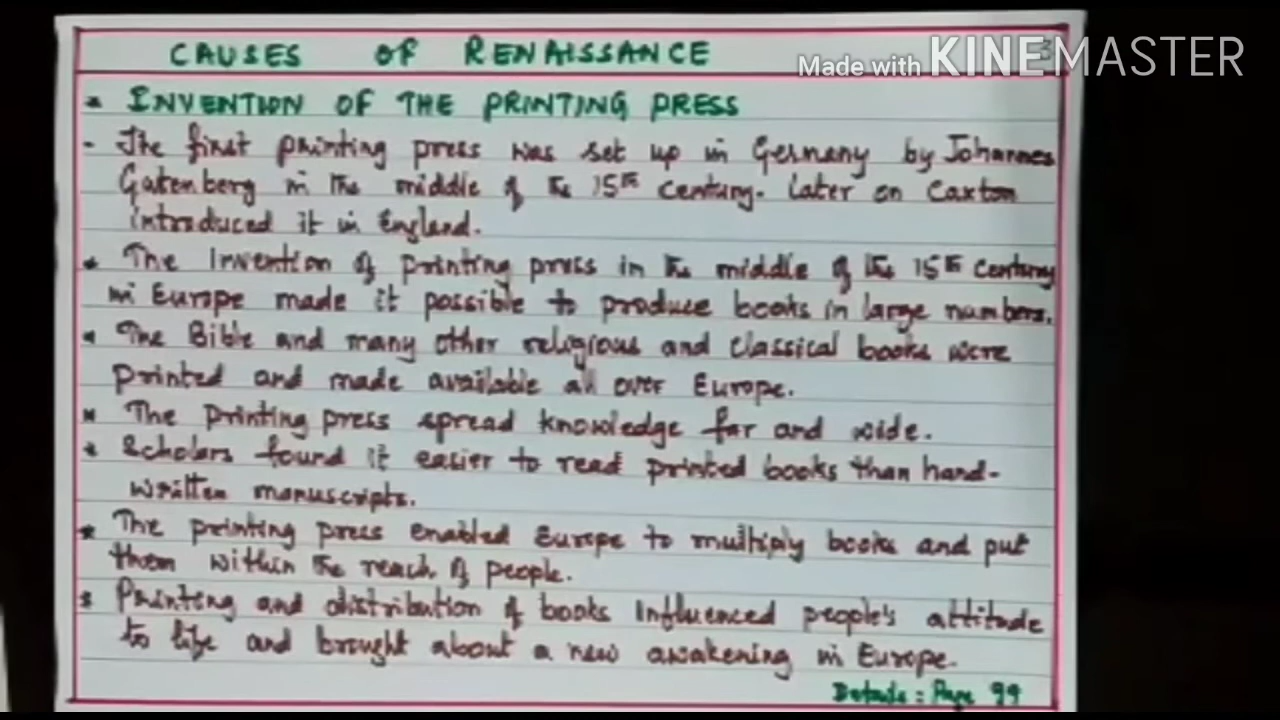 CAUSES OF RENAISSANCE
Made with KINEMASTER
* INVENTION OF THE PRINTING PRESS
- The first printing press was set up in Germany by Johannes
Gutenberg in the middle of the 15th century. Later on Caxton
introduced it in England.
* The Invention of printing press in the middle of the 15th century
in Europe made it possible to produce books in large numbers.
* The Bible and many other religious and classical books were
printed and made available all over Europe.
* The printing press spread knowledge far and wide.
* Scholars found it easier to read printed books than hand-
written manuscripts.
* The printing press enabled Europe to multiply books and put
them within the reach of people.
* Printing and distribution of books influenced people's attitude
to life and brought about a new awakening in Europe.
Details: Page 99